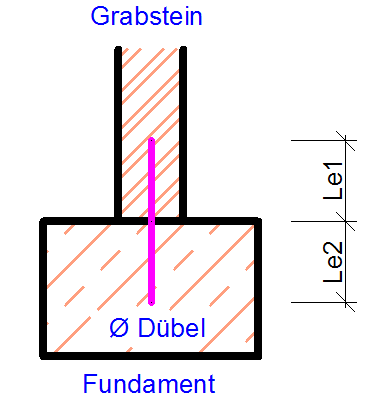 Grabstein
Le1
Le2
Ø Dübel
Fundament